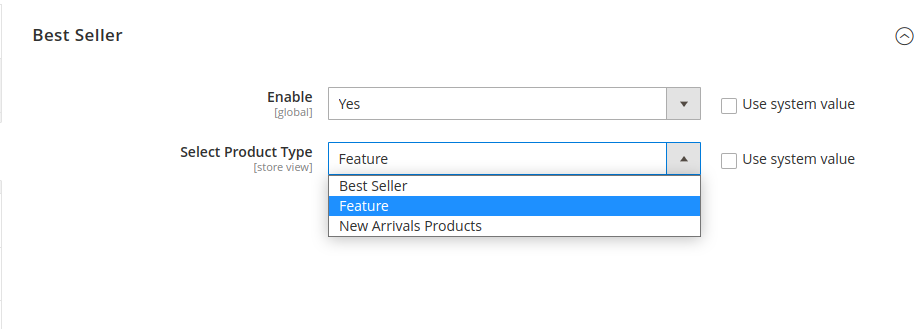 Best Seller
Enable
[global]
Yes
Use system value
Select Product Type
[store view]
Feature
Use system value
Best Seller
Feature
New Arrivals Products